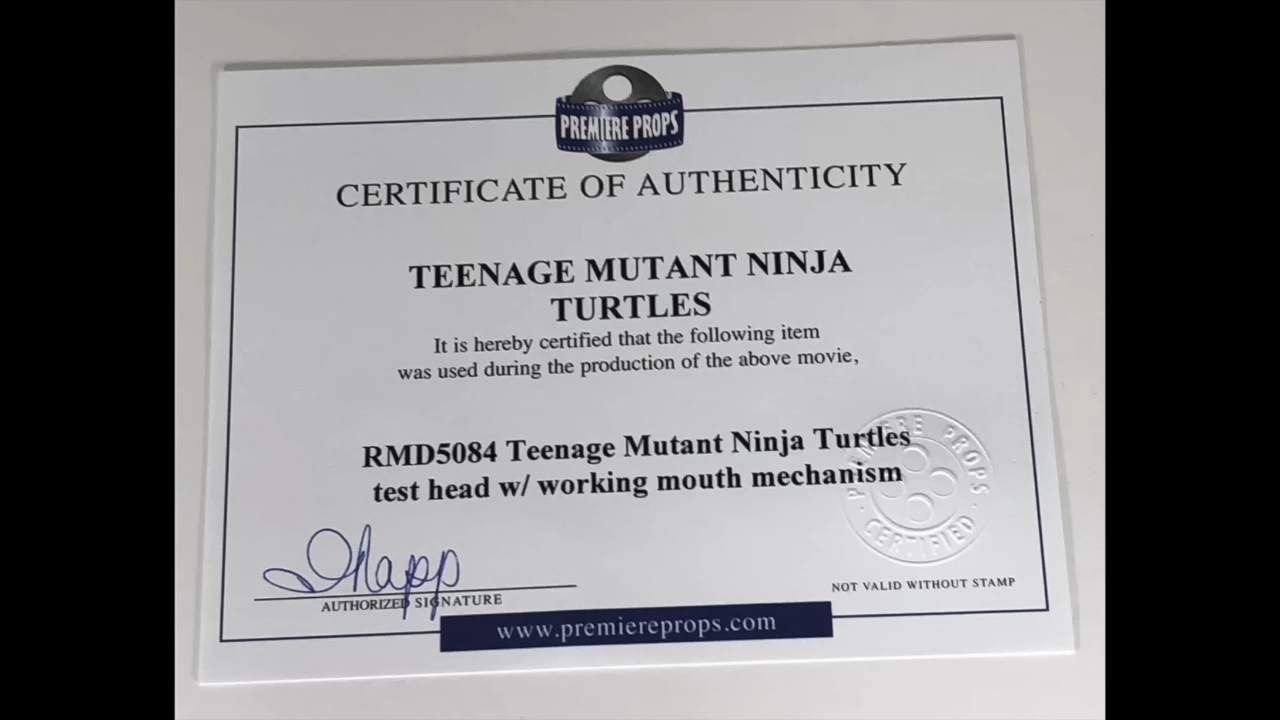 PREMIERE PROPS
CERTIFICATE OF AUTHENTICITY
TEENAGE MUTANT NINJA
TURTLES
It is hereby certified that the following item
was used during the production of the above movie,
RMD5084 Teenage Mutant Ninja Turtles
test head w/ working mouth mechanism
PREMIERE PROPS
CERTIFIED
AUTHORIZED SIGNATURE
NOT VALID WITHOUT STAMP
www.premiereprops.com